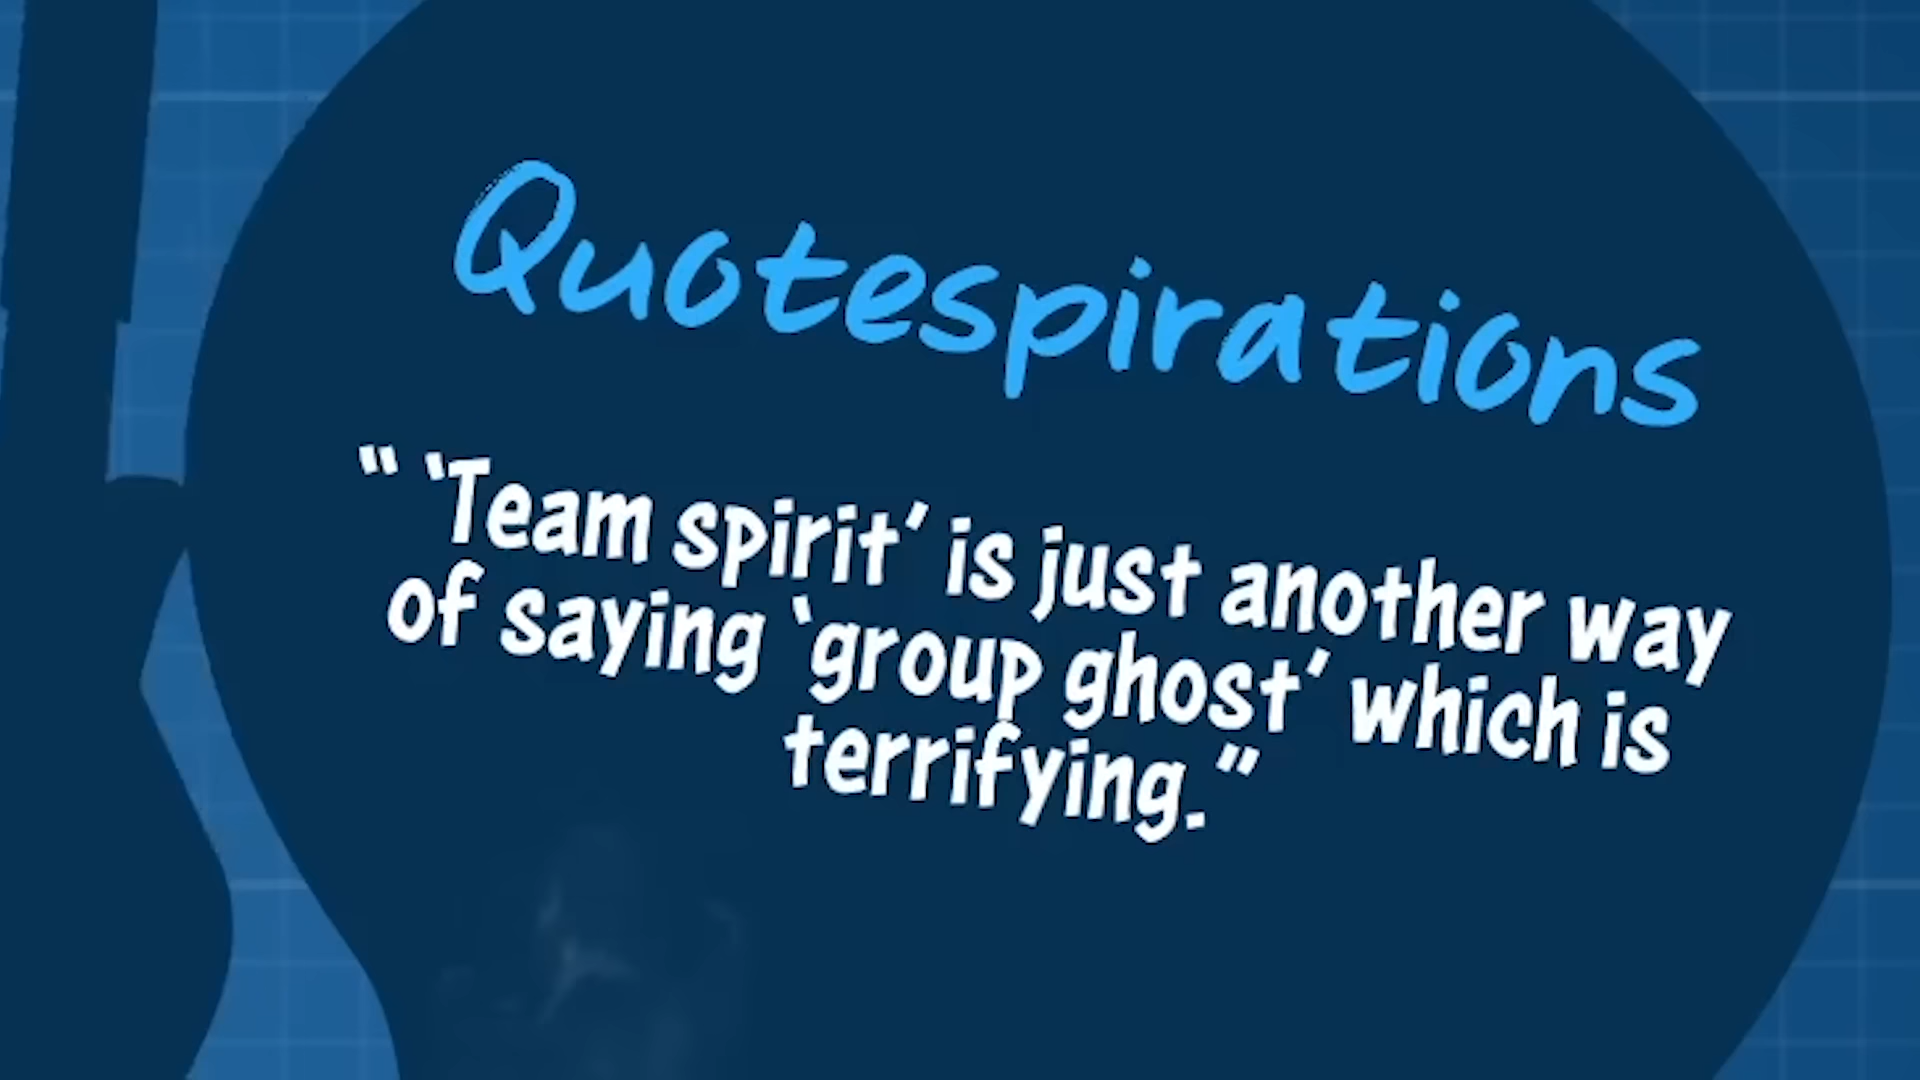 Quotespirations
“ ‘Team spirit’ is just another way
of saying ‘group ghost’ which is
terrifying.”